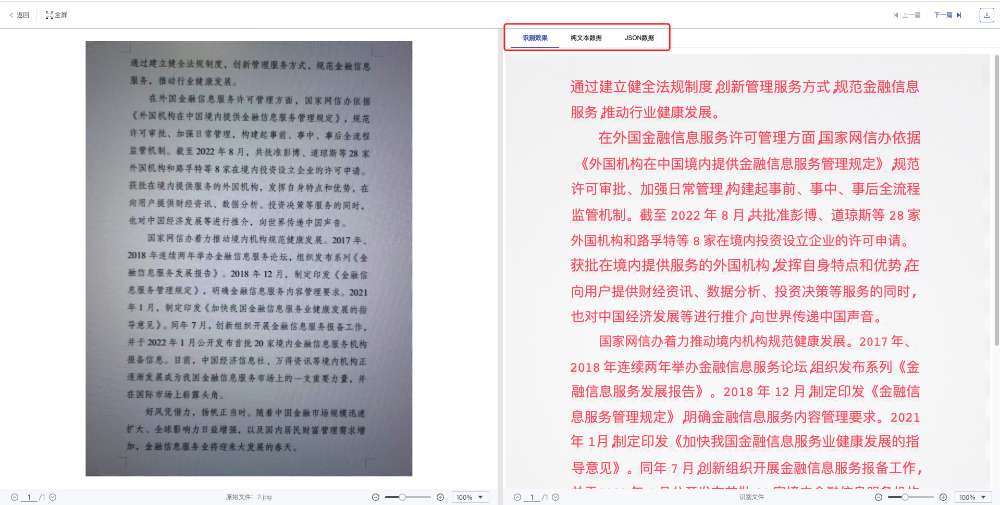 返回
全屏
上一篇
下一篇
通过建立健全法规制度，创新管理服务方式，规范金融信息
服务，推动行业健康发展。
在外国金融信息服务许可管理方面，国家网信办依据
《外国机构在中国境内提供金融信息服务管理规定》，规范
许可审批、加强日常管理，构建起事前、事中、事后全流程
监管机制。截至 2022 年 8 月，共批准彭博、道琼斯等 28 家
外国机构和路孚特等 8 家在境内投资设立企业的许可申请。
获批在境内提供服务的外国机构，发挥自身特点和优势，在
向用户提供财经资讯、数据分析、投资决策等服务的同时，
也对中国经济发展等进行推介，向世界传递中国声音。
国家网信办着力推动境内机构规范健康发展。2017 年、
2018 年连续两年举办金融信息服务论坛，组织发布系列《金
融信息服务发展报告》。2018 年 12 月，制定印发《金融信
息服务管理规定》，明确金融信息服务内容管理要求。2021
年 1 月，制定印发《加快我国金融信息服务业健康发展的指
导意见》。同年 7 月，创新组织开展金融信息服务报备工作，
并于 2022 年 1 月公开发布首批 20 家境内金融信息服务机构
报备信息。目前，中国经济信息社、万得资讯等境内机构正
逐渐发展成为我国金融信息服务市场上的一支重要力量，并
在国际市场上崭露头角。
好风凭借力，扬帆正当时。随着中国金融市场规模迅速
扩大、全球影响力日益增强，以及国内居民财富管理需求增
加，金融信息服务业将迎来大发展的春天。
1 /1
原始文件：2.jpg
100%
识别效果
纯文本数据
JSON数据
通过建立健全法规制度,创新管理服务方式,规范金融信息
服务,推动行业健康发展。
在外国金融信息服务许可管理方面,国家网信办依据
《外国机构在中国境内提供金融信息服务管理规定》,规范
许可审批、加强日常管理,构建起事前、事中、事后全流程
监管机制。截至 2022 年 8 月,共批准彭博、道琼斯等 28 家
外国机构和路孚特等 8 家在境内投资设立企业的许可申请。
获批在境内提供服务的外国机构,发挥自身特点和优势,在
向用户提供财经资讯、数据分析、投资决策等服务的同时,
也对中国经济发展等进行推介,向世界传递中国声音。
国家网信办着力推动境内机构规范健康发展。2017 年、
2018 年连续两年举办金融信息服务论坛,组织发布系列《金
融信息服务发展报告》。2018 年 12 月,制定印发《金融信
息服务管理规定》,明确金融信息服务内容管理要求。2021
年 1月,制定印发《加快我国金融信息服务业健康发展的指
导意见》。同年 7 月,创新组织开展金融信息服务报备工作,
1 /1
识别文件
100%